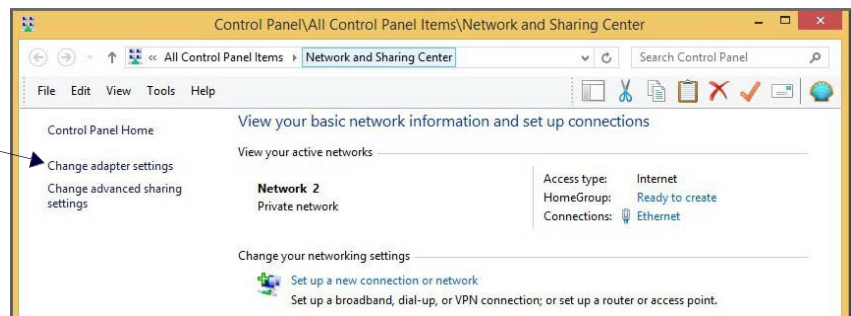 Control Panel\All Control Panel Items\Network and Sharing Center
« All Control Panel Items ▸ Network and Sharing Center
Search Control Panel
File Edit View Tools Help
Control Panel Home
Change adapter settings
Change advanced sharing
settings
View your basic network information and set up connections
View your active networks
Network 2
Private network
Access type: Internet
HomeGroup: Ready to create
Connections: Ethernet
Change your networking settings
Set up a new connection or network
Set up a broadband, dial-up, or VPN connection; or set up a router or access point.